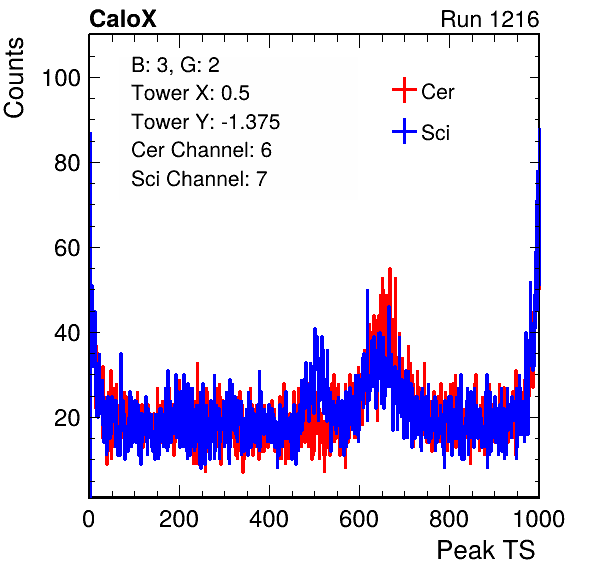 CaloX Run 1216
Counts
B: 3, G: 2
Tower X: 0.5
Tower Y: -1.375
Cer Channel: 6
Sci Channel: 7
Cer
Sci
100
80
60
40
20
0 200 400 600 800 1000
Peak TS